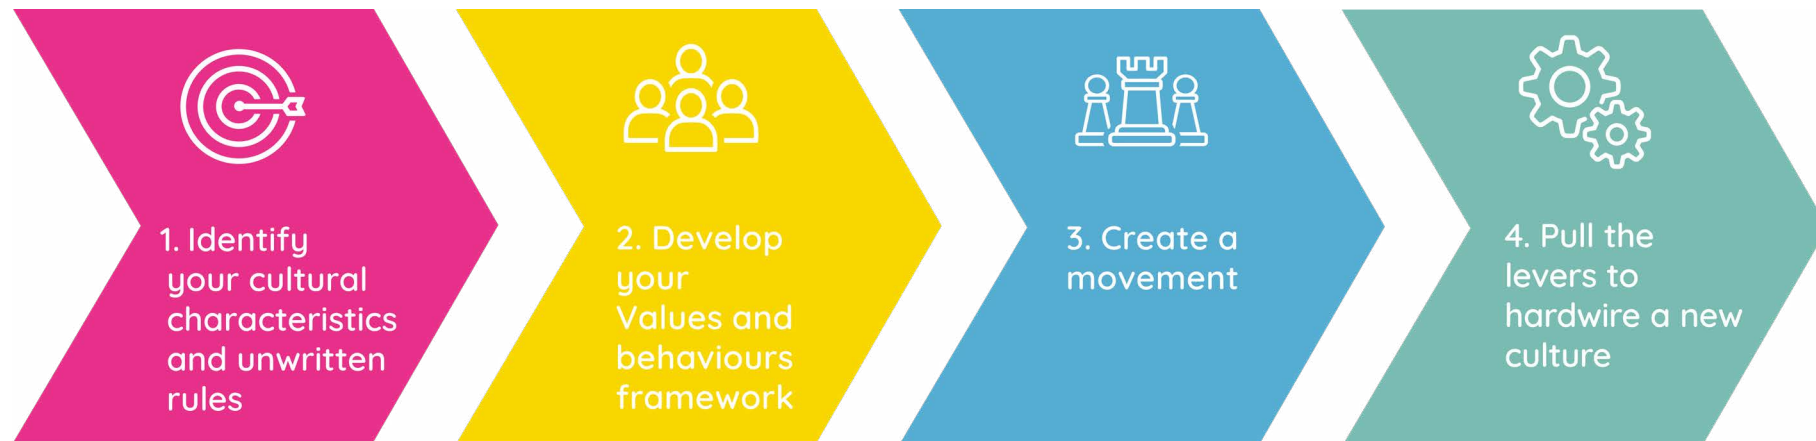 1. Identify
your cultural
characteristics
and unwritten
rules
2. Develop
your
Values and
behaviours
framework
3. Create a
movement
4. Pull the
levers to
hardwire a new
culture